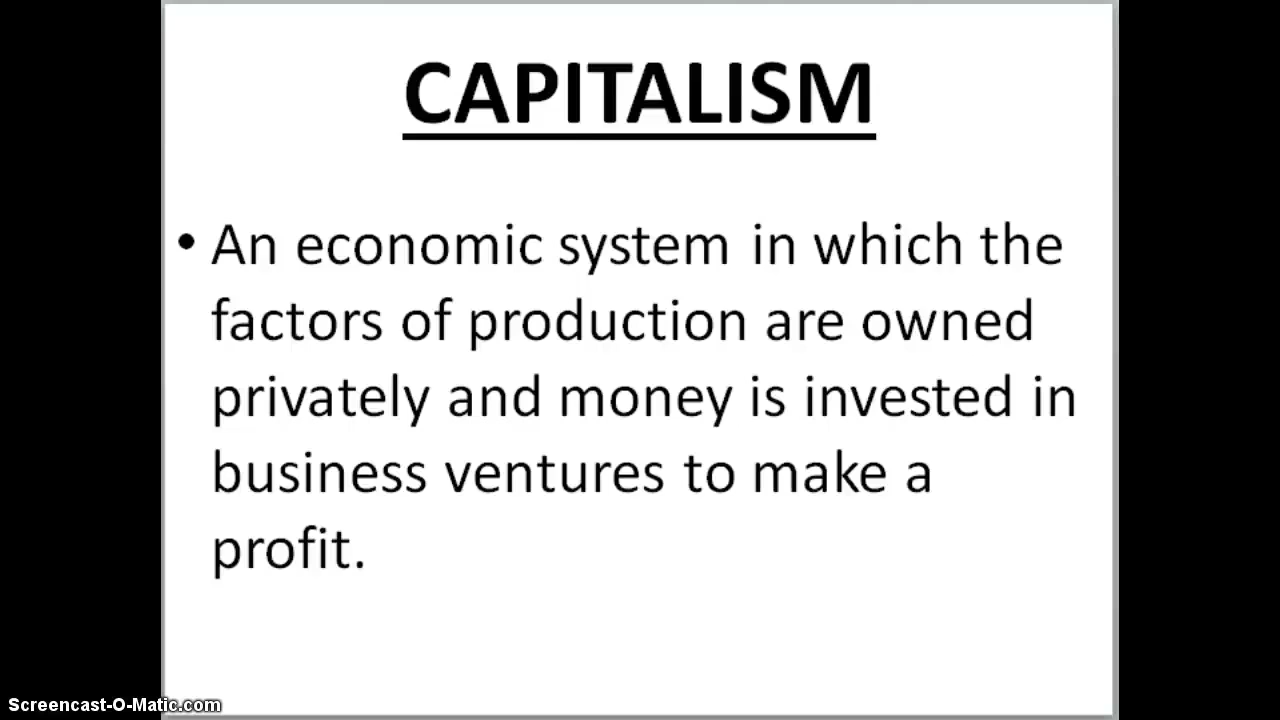 CAPITALISM
• An economic system in which the
factors of production are owned
privately and money is invested in
business ventures to make a
profit.
Screencast-O-Matic.com